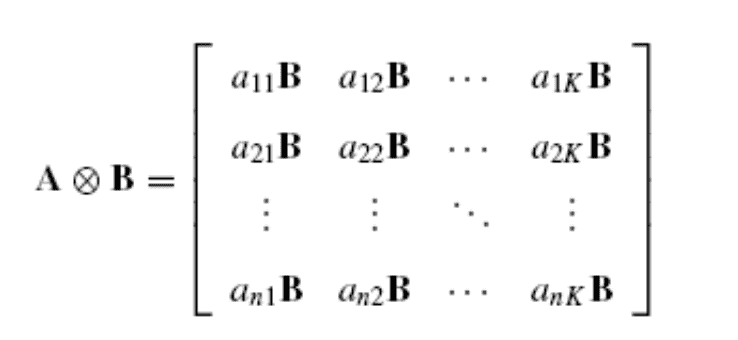 a₁₁B a₁₂B ⋯ a₁KB
a₂₁B a₂₂B ⋯ a₂KB
A ⊗ B =
⋮ ⋮ ⋱ ⋮
aₙ₁B aₙ₂B ⋯ aₙKB